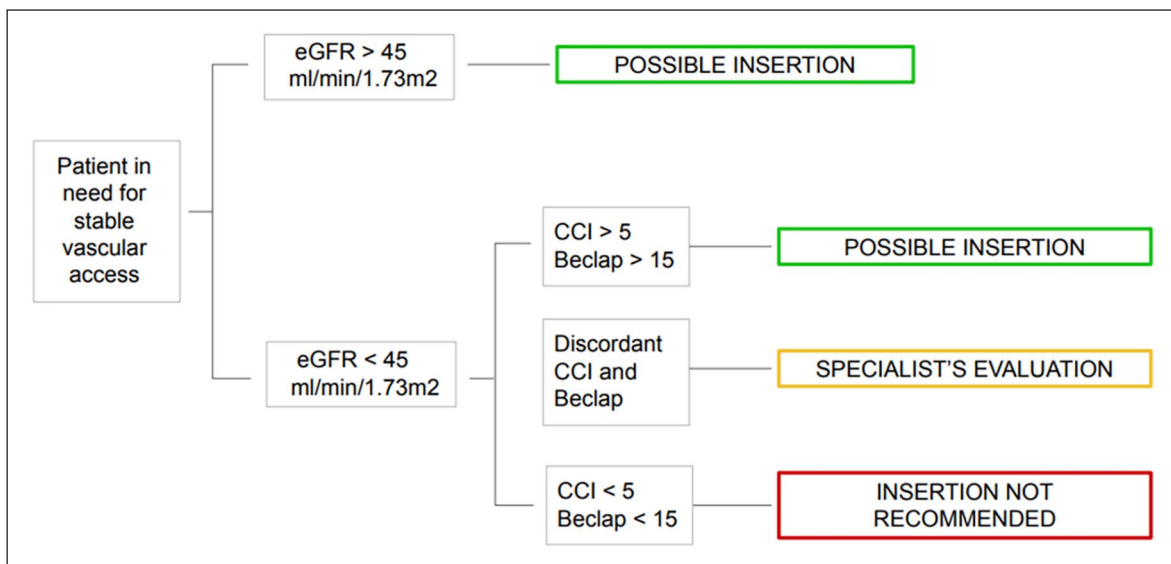 eGFR > 45
ml/min/1.73m2
POSSIBLE INSERTION
Patient in
need for
stable
vascular
access
CCI > 5
Beclap > 15
POSSIBLE INSERTION
eGFR < 45
ml/min/1.73m2
Discordant
CCI and
Beclap
SPECIALIST'S EVALUATION
CCI < 5
Beclap < 15
INSERTION NOT
RECOMMENDED